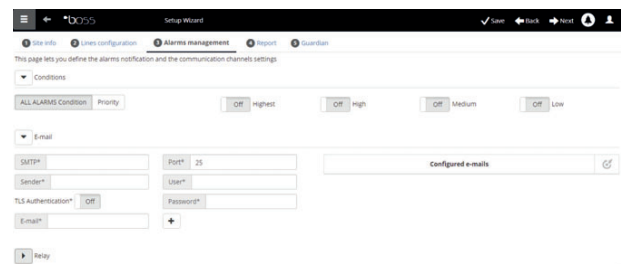 boss Setup Wizard Save Back Next
1 Site info 2 Lines configuration 3 Alarms management 4 Report 5 Guardian
This page lets you define the alarms notification and the communication channels settings
Conditions
ALL ALARMS Condition Priority Off Highest Off High Off Medium Off Low
E-mail
SMTP* Port* 25 Configured e-mails
Sender* User*
TLS Authentication* Off Password*
E-mail* +
Relay